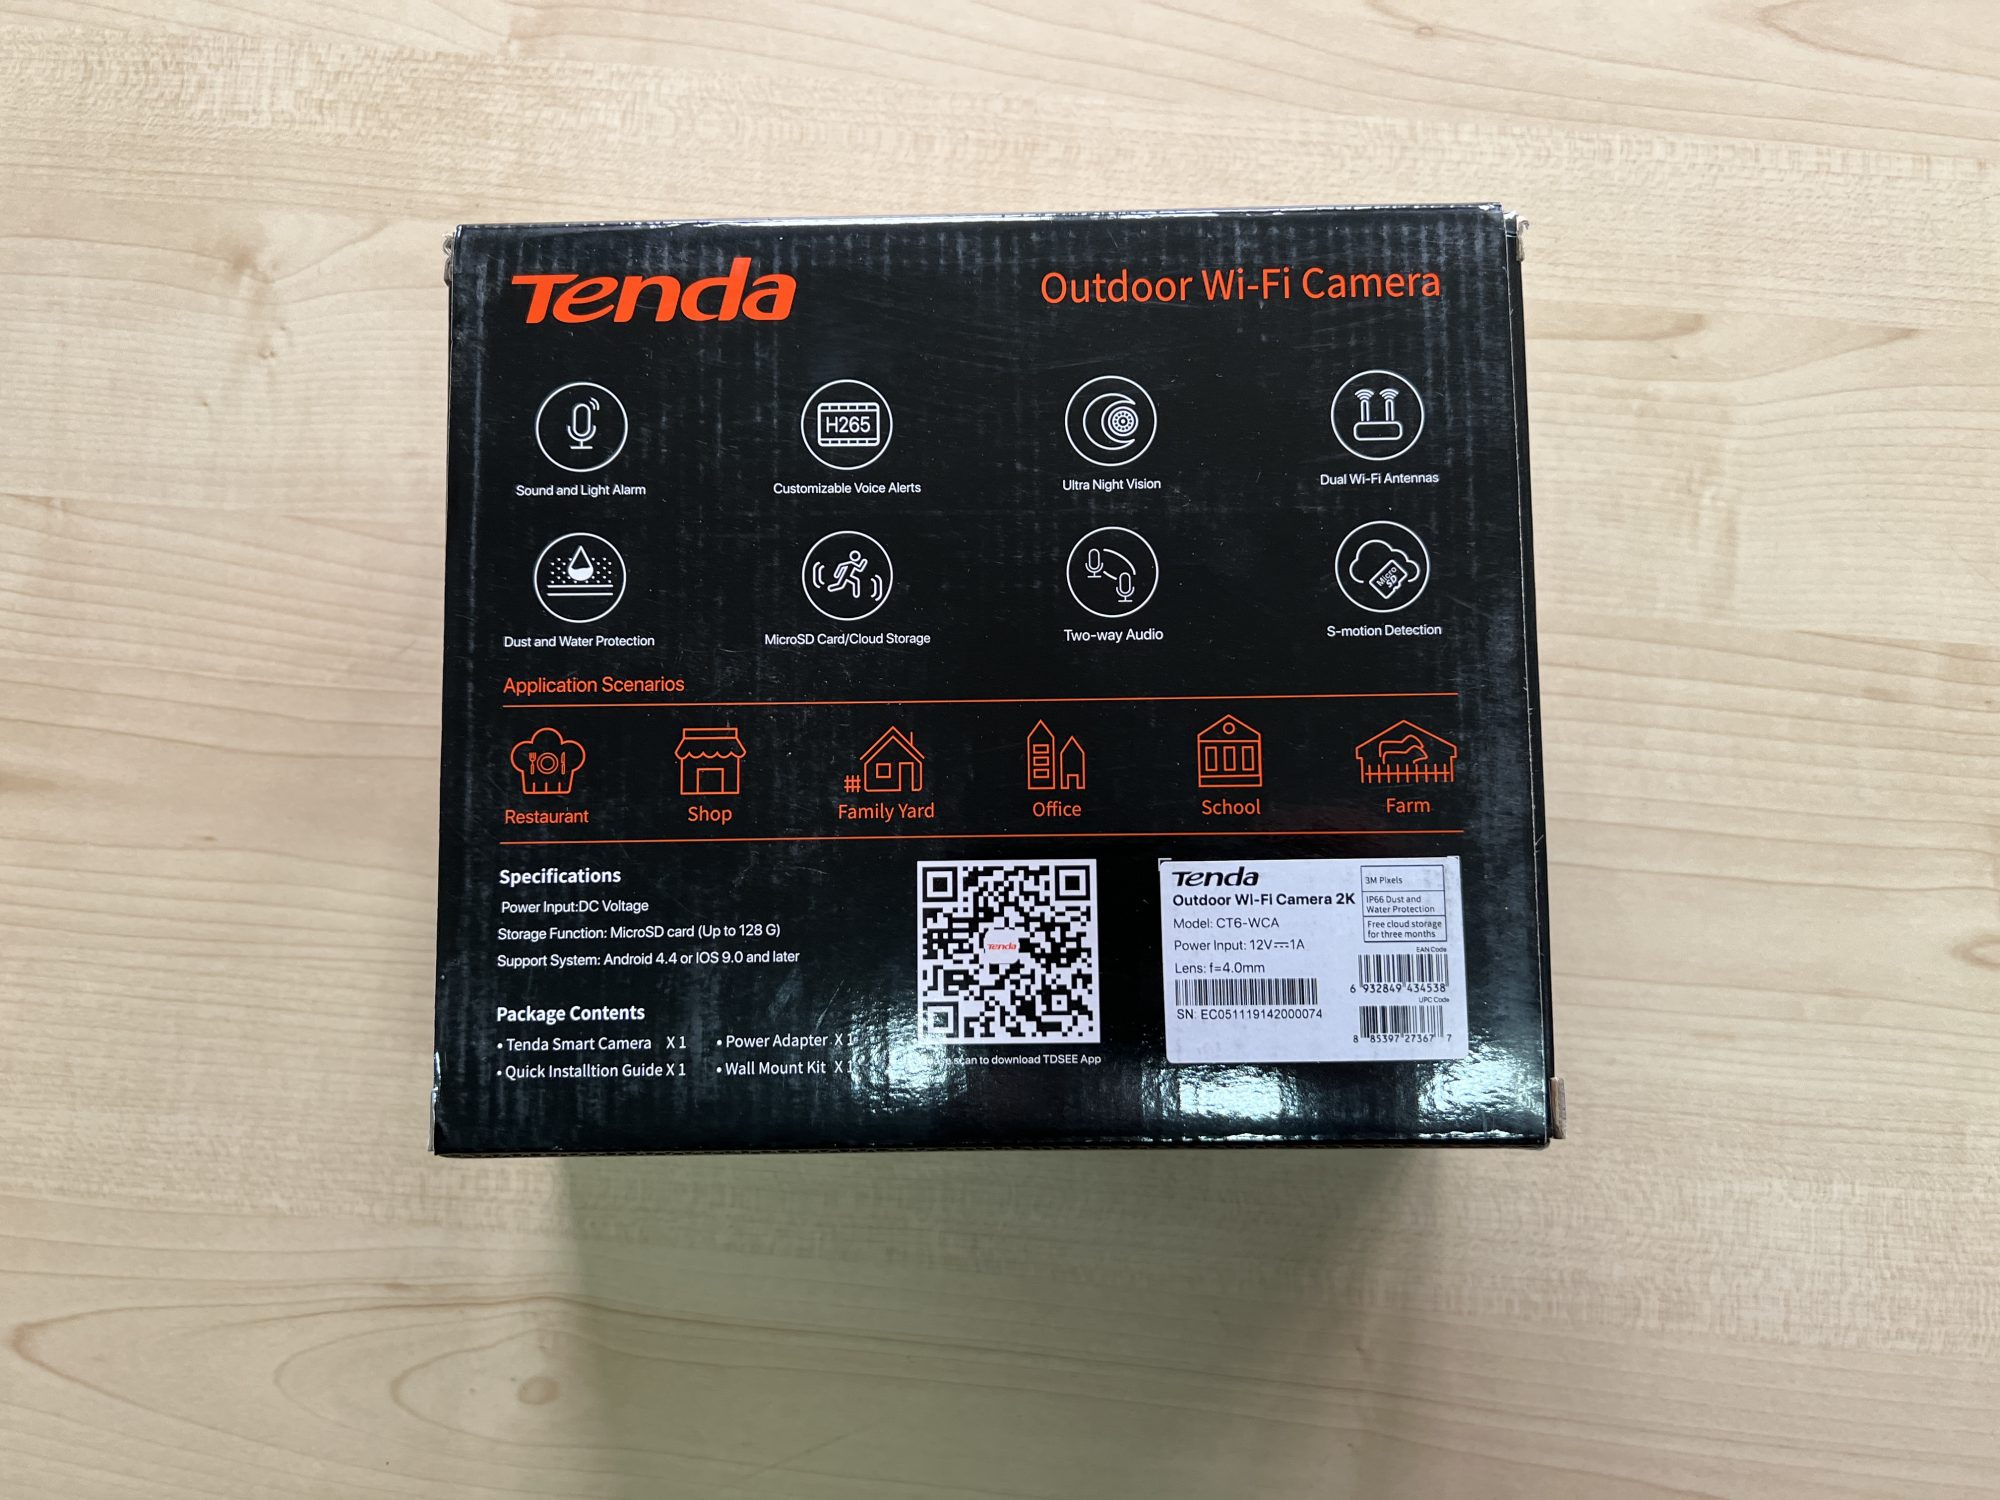 Tenda
Outdoor Wi-Fi Camera
H265
Sound and Light Alarm
Customizable Voice Alerts
Ultra Night Vision
Dual Wi-Fi Antennas
Micro
SD
Dust and Water Protection
MicroSD Card/Cloud Storage
Two-way Audio
S-motion Detection
Application Scenarios
Restaurant
Shop
Family Yard
Office
School
Farm
Specifications
Power Input:DC Voltage
Storage Function: MicroSD card (Up to 128 G)
Support System: Android 4.4 or IOS 9.0 and later
Package Contents
• Tenda Smart Camera X 1
• Power Adapter X 1
• Quick Installtion Guide X 1
• Wall Mount Kit X 1
Tenda
scan to download TDSEE App
Tenda
Outdoor Wi-Fi Camera 2K
Model: CT6-WCA
Power Input: 12V⎓1A
Lens: f=4.0mm
SN: EC051119142000074
3M Pixels
IP66 Dust and
Water Protection
Free cloud storage
for three months
EAN Code
6 932849 434538
UPC Code
8 85397 27367 7